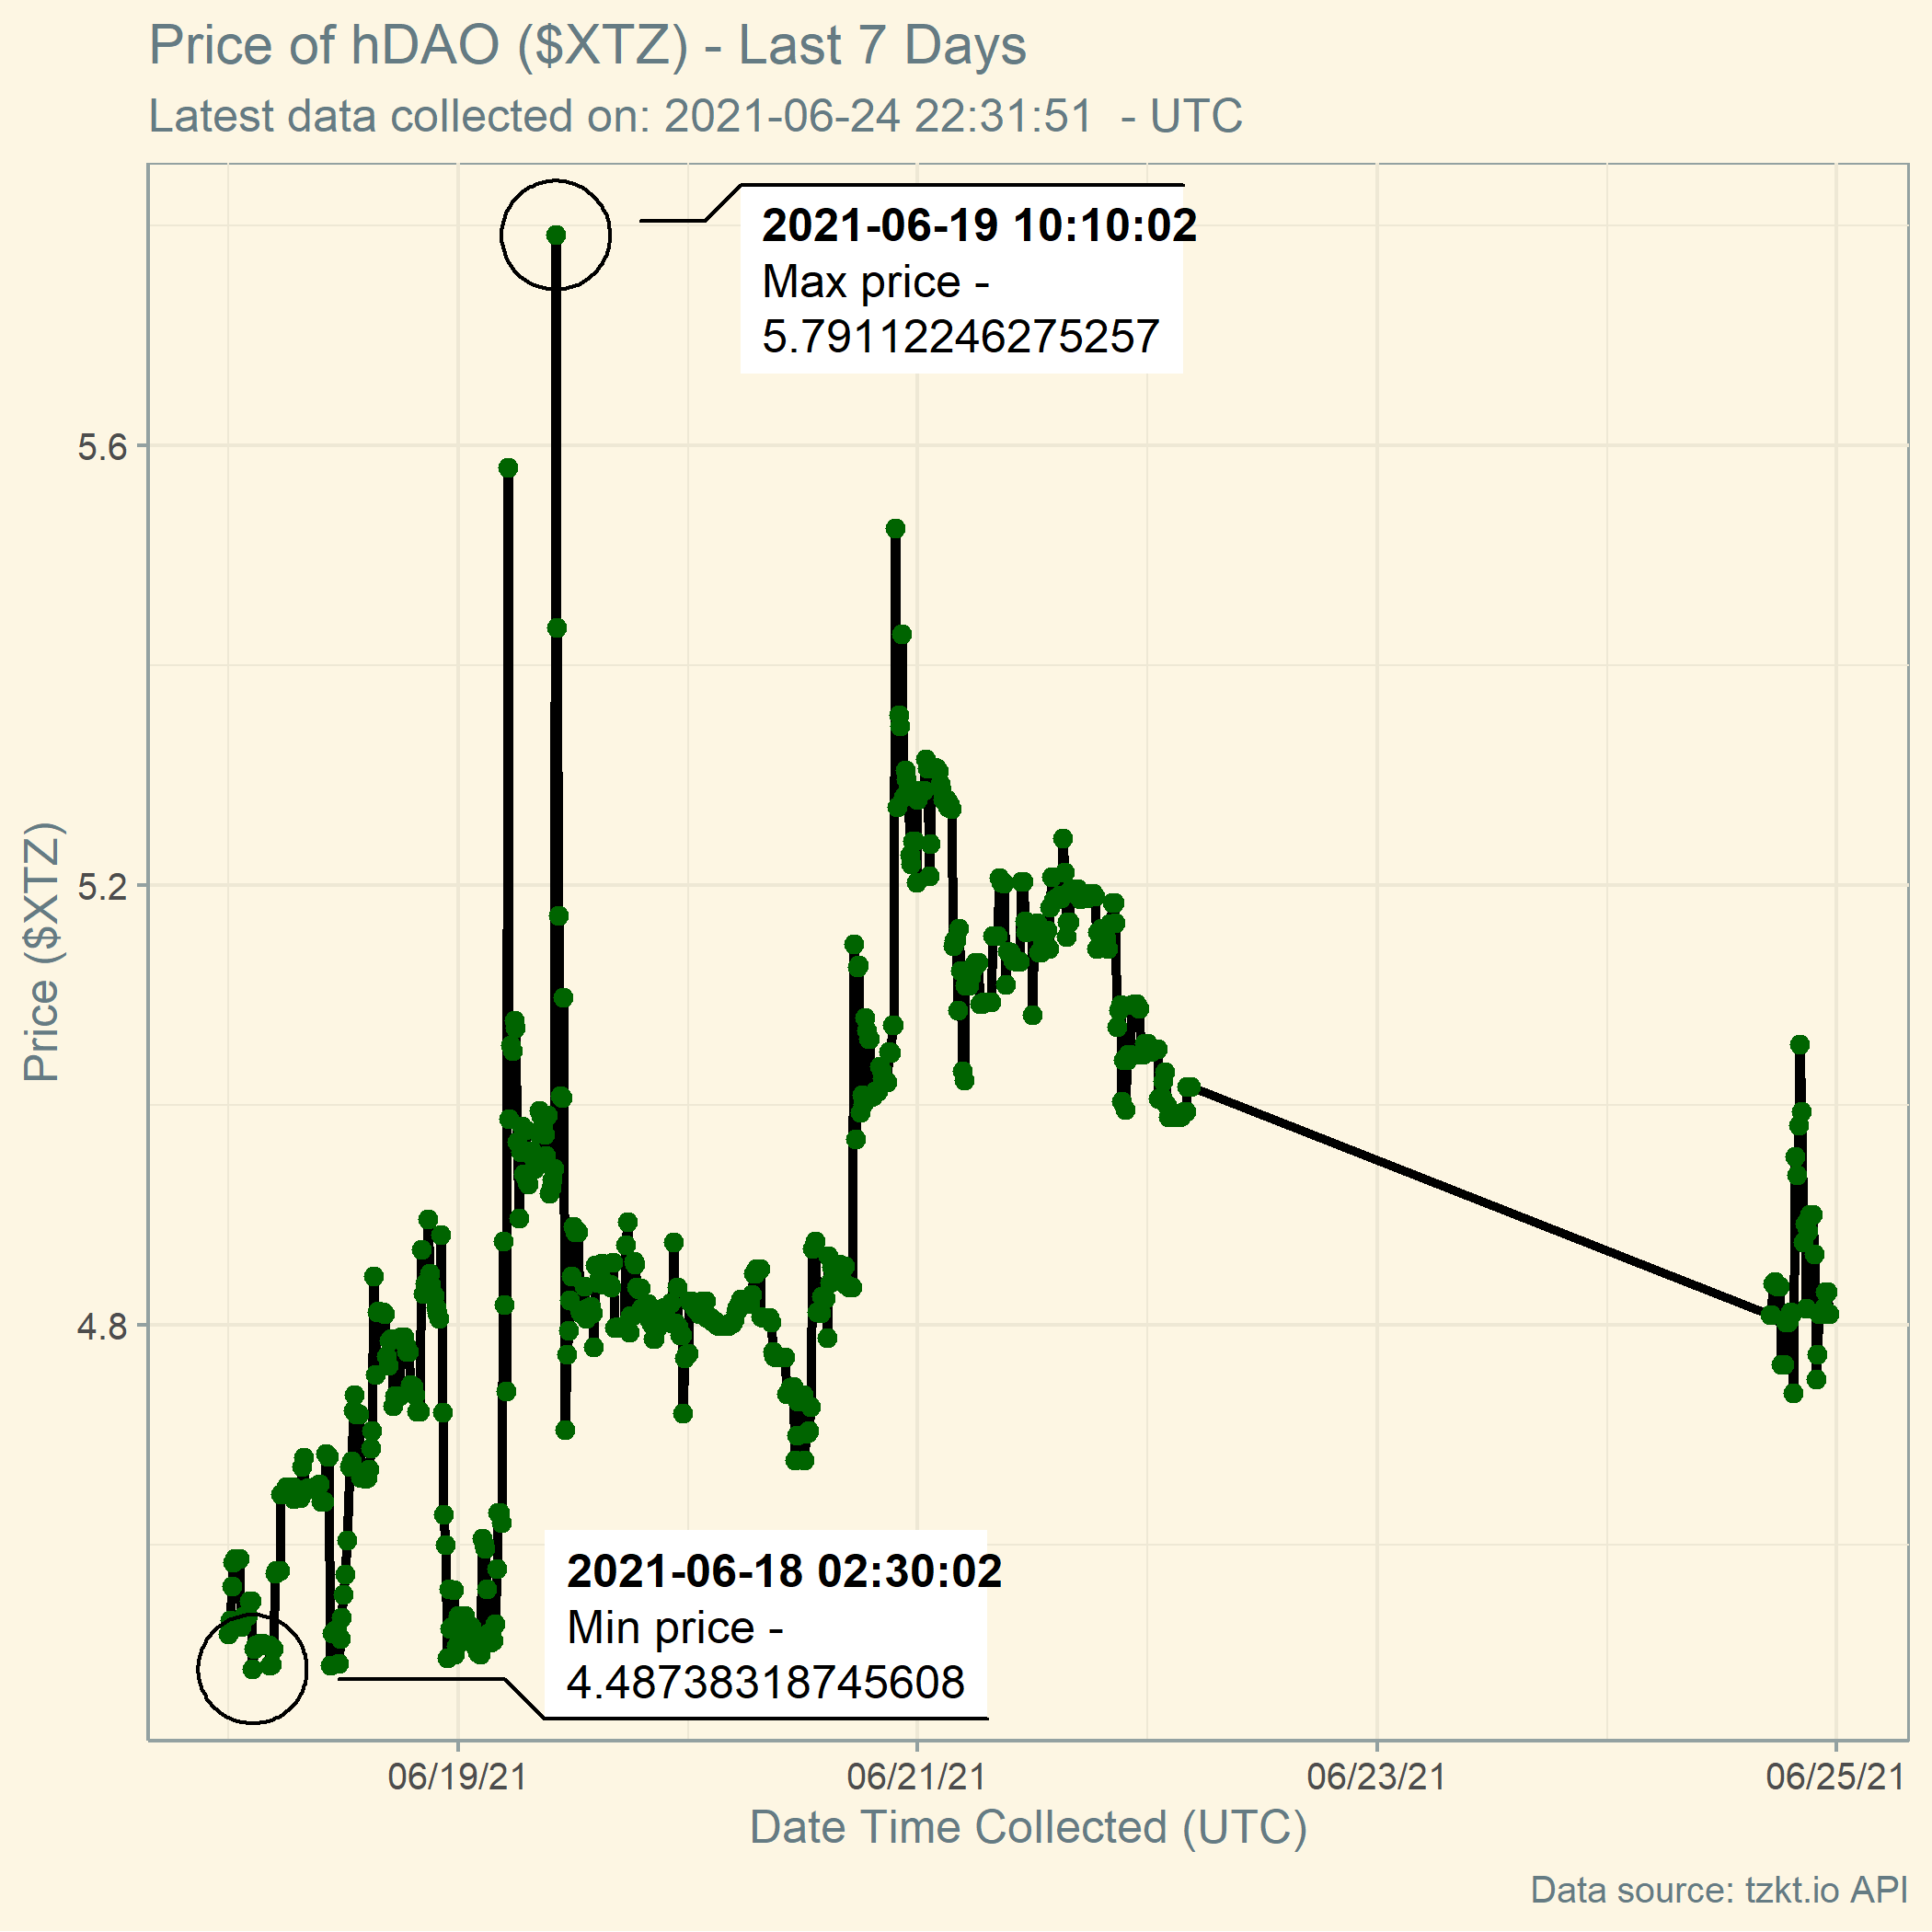 Price of hDAO ($XTZ) - Last 7 Days
Latest data collected on: 2021-06-24 22:31:51  - UTC
2021-06-19 10:10:02
Max price -
5.79112246275257
5.6
5.2
4.8
Price ($XTZ)
2021-06-18 02:30:02
Min price -
4.48738318745608
06/19/21
06/21/21
06/23/21
06/25/21
Date Time Collected (UTC)
Data source: tzkt.io API